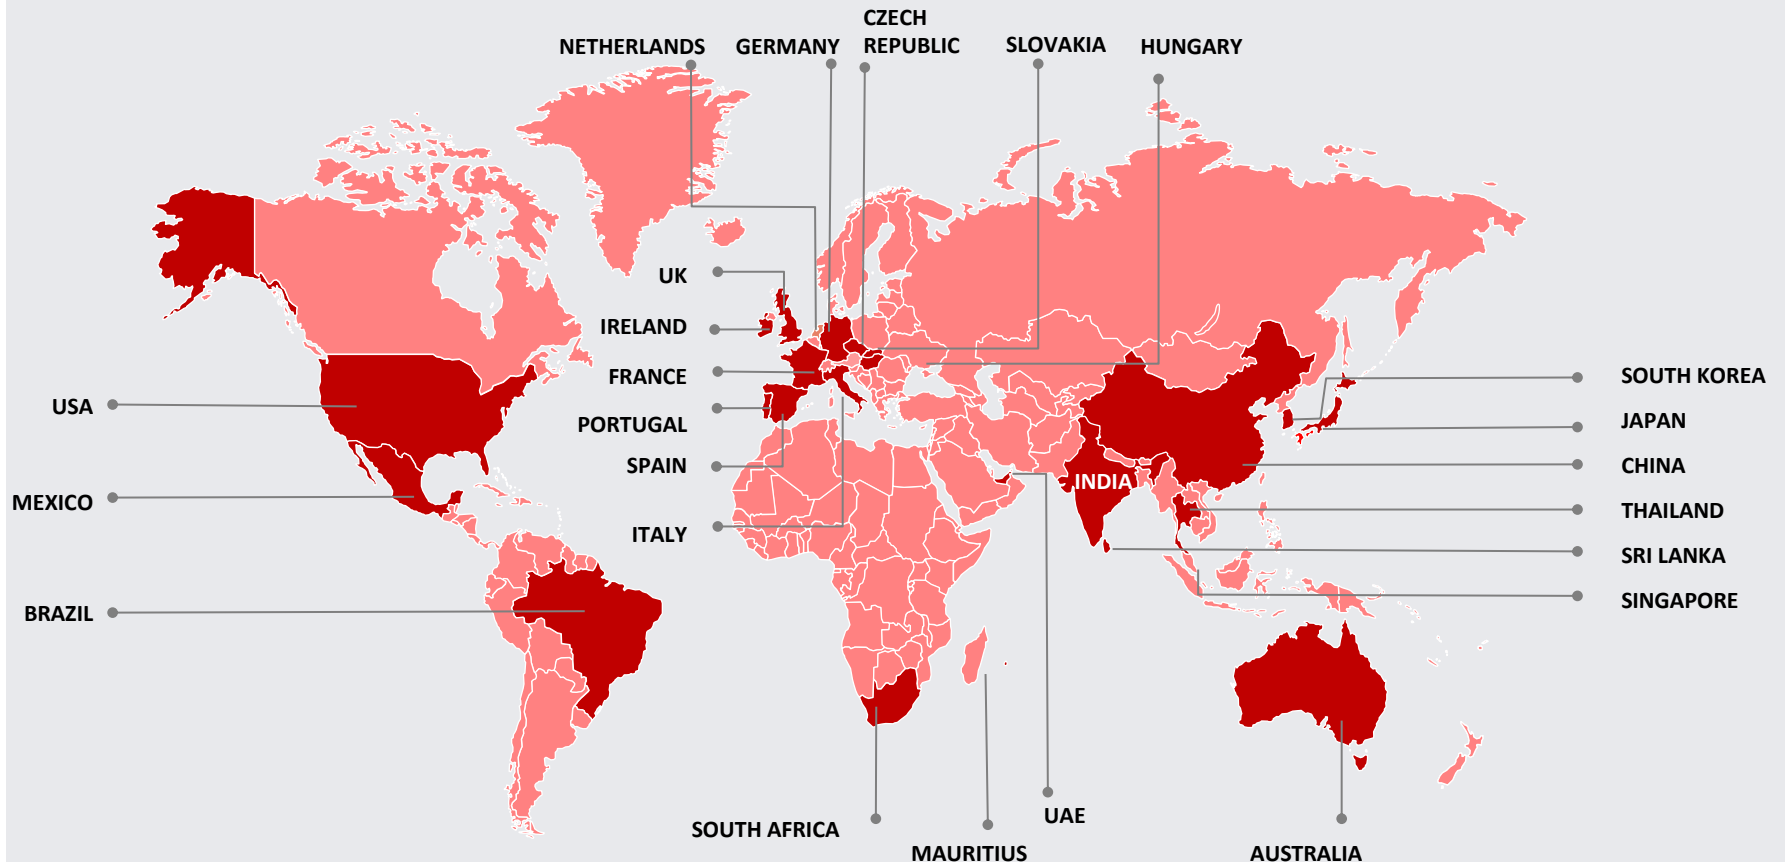 CZECH
REPUBLIC
NETHERLANDS
GERMANY
SLOVAKIA
HUNGARY
UK
IRELAND
FRANCE
PORTUGAL
SPAIN
ITALY
USA
MEXICO
BRAZIL
INDIA
SOUTH KOREA
JAPAN
CHINA
THAILAND
SRI LANKA
SINGAPORE
SOUTH AFRICA
MAURITIUS
UAE
AUSTRALIA